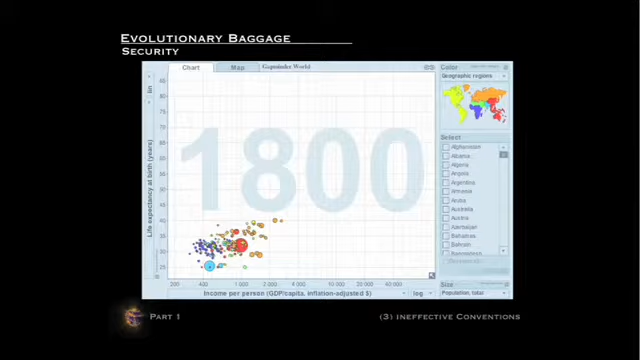 Evolutionary Baggage
Security
Chart
Map
Gapminder World
Color
Geographic regions
Select
Afghanistan
Albania
Algeria
Angola
Argentina
Armenia
Aruba
Australia
Austria
Azerbaijan
Bahamas
Bahrain
Size
Population, total
1800
lin
Life expectancy at birth (years)
85
80
75
70
65
60
55
50
45
40
35
30
25
200
400
1 000
2 000
4 000
10 000
20 000
40 000
Income per person (GDP/capita, inflation-adjusted $)
log
Part 1
(3) ineffective Conventions